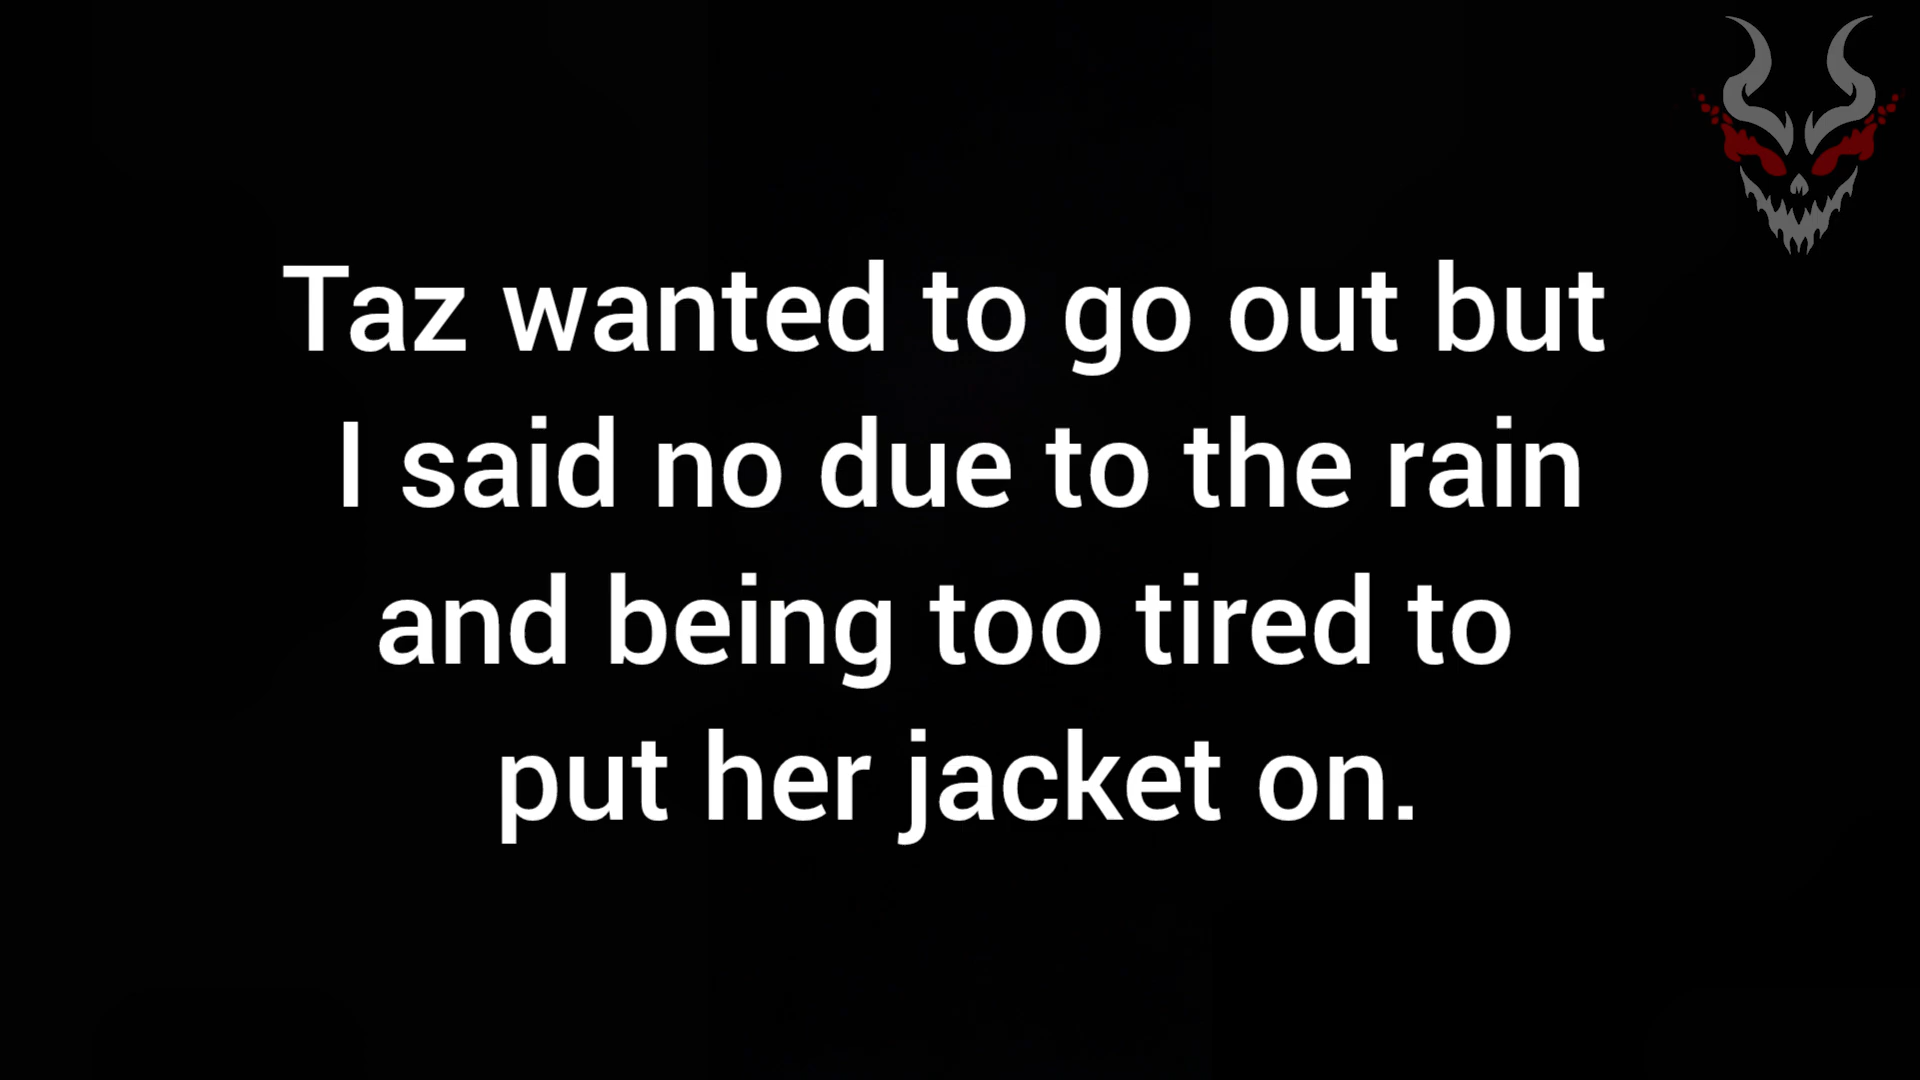 Taz wanted to go out but
I said no due to the rain
and being too tired to
put her jacket on.